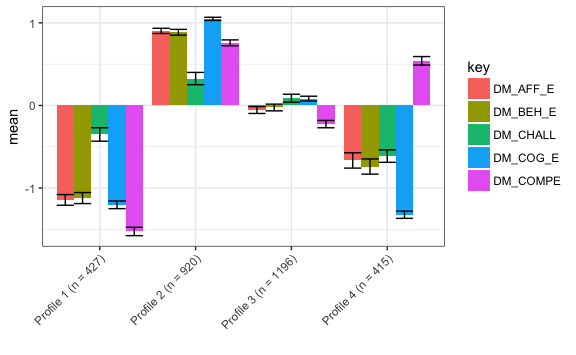 1
0
-1
mean
Profile 1 (n = 427)
Profile 2 (n = 920)
Profile 3 (n = 1196)
Profile 4 (n = 415)
key
DM_AFF_E
DM_BEH_E
DM_CHALL
DM_COG_E
DM_COMPE